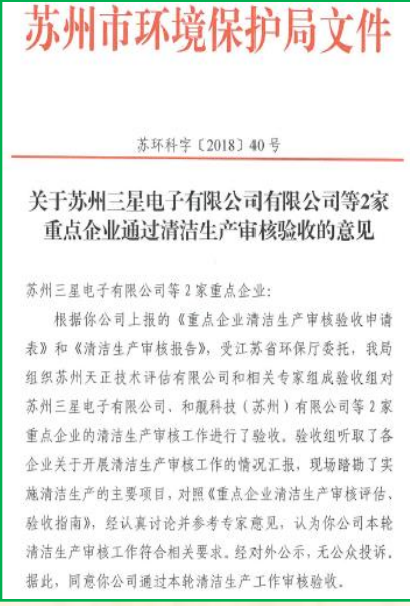 苏州市环境保护局文件
苏环科字〔2018〕40号
关于苏州三星电子有限公司有限公司等2家
重点企业通过清洁生产审核验收的意见
苏州三星电子有限公司等2家重点企业：
根据你公司上报的《重点企业清洁生产审核验收申请
表》和《清洁生产审核报告》，受江苏省环保厅委托，我局
组织苏州天正技术评估有限公司和相关专家组成验收组对
苏州三星电子有限公司、和舰科技（苏州）有限公司等2家
重点企业的清洁生产审核工作进行了验收。验收组听取了各
企业关于开展清洁生产审核工作的情况汇报，现场踏勘了实
施清洁生产的主要项目，对照《重点企业清洁生产审核评估、
验收指南》，经认真讨论并参考专家意见，认为你公司本轮
清洁生产审核工作符合相关要求。经对外公示，无公众投诉。
据此，同意你公司通过本轮清洁生产工作审核验收。